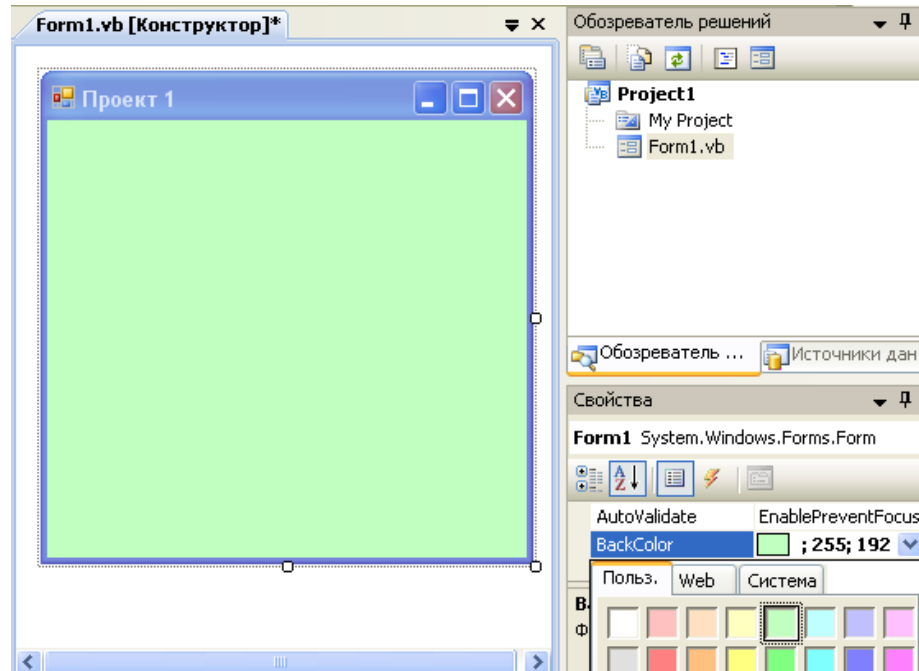 Form1.vb [Конструктор]*
Проект 1
Обозреватель решений
Project1
My Project
Form1.vb
Обозреватель ...
Источники дан
Свойства
Form1 System.Windows.Forms.Form
AutoValidate EnablePreventFocus
BackColor ; 255; 192
Польз. Web Система